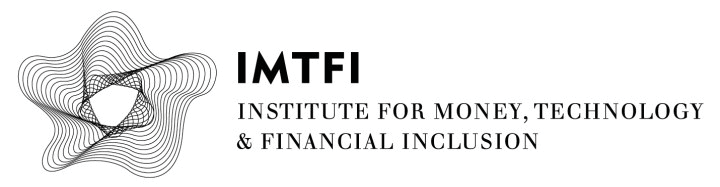 IMTFI
INSTITUTE FOR MONEY, TECHNOLOGY
& FINANCIAL INCLUSION